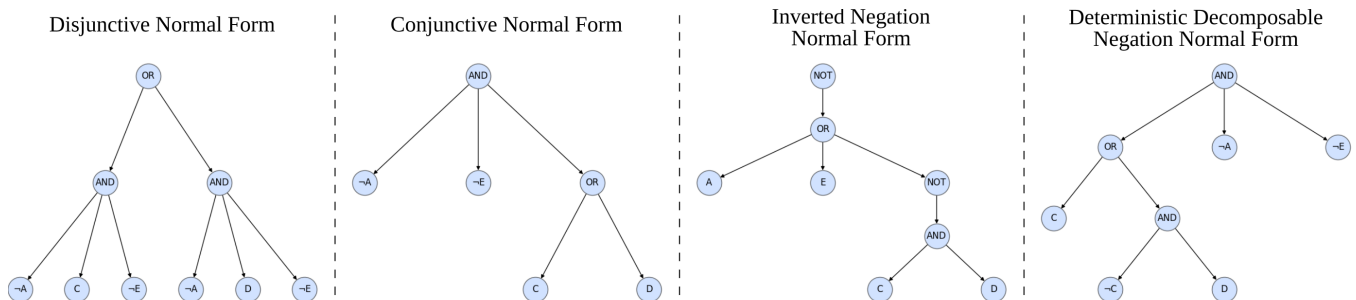 Disjunctive Normal Form
OR
AND
AND
¬A
C
¬E
¬A
D
¬E
Conjunctive Normal Form
AND
¬A
¬E
OR
C
D
Inverted Negation
Normal Form
NOT
OR
A
E
NOT
AND
C
D
Deterministic Decomposable
Negation Normal Form
AND
OR
¬A
¬E
C
AND
¬C
D